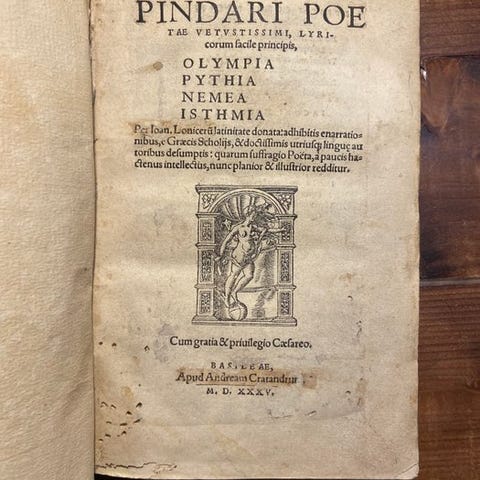 PINDARI POE
TAE VETVSTISSIMI, LYRI-
corum facile principis,
OLYMPIA
PYTHIA
NEMEA
ISTHMIA
Per Ioan. Lonicerũ latinitate donata: adhibitis enarratio-
nibus, e Græcis Scholijs, & doctissimis utriusq; linguę au
toribus desumptis: quarum suffragio Poëta, a paucis ha-
ctenus intellectus, nunc planior & illustrior redditur.
Cum gratia & priuilegio Cæsareo.
BASILEAE,
Apud Andream Cratandrum
M. D. XXXV.